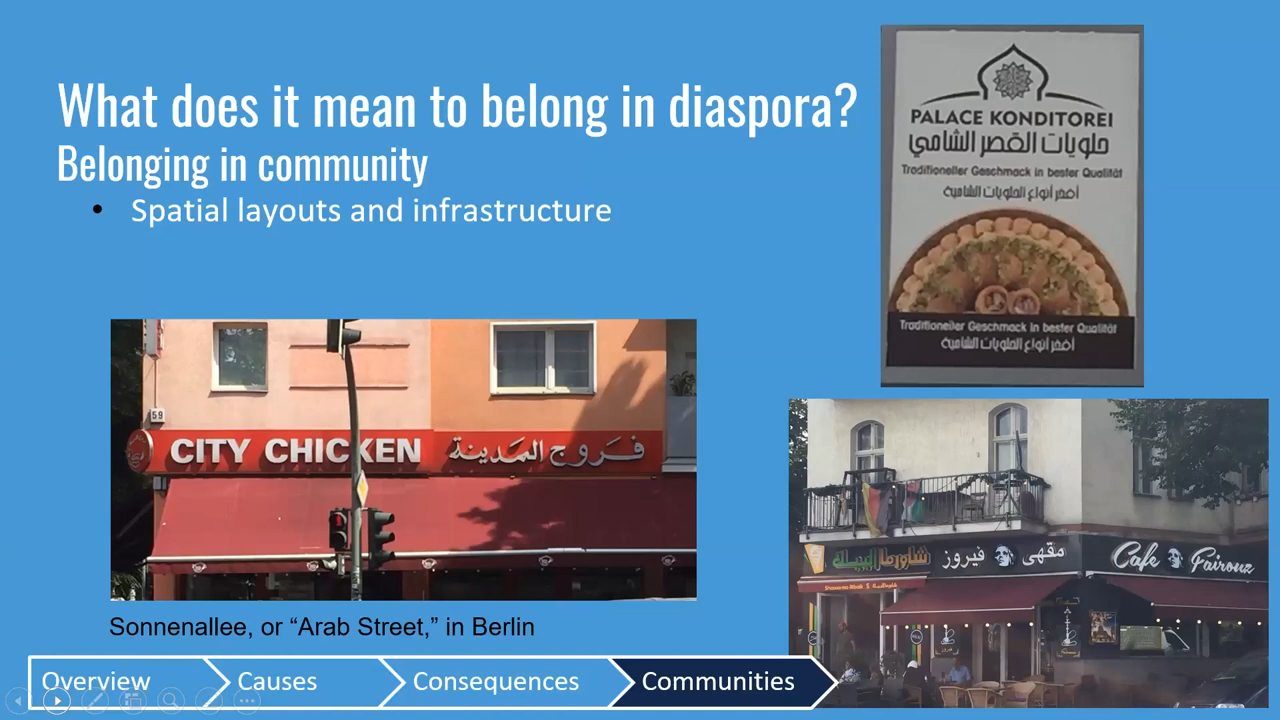 What does it mean to belong in diaspora?
Belonging in community
• Spatial layouts and infrastructure
PALACE KONDITOREI
حلويات القصر الشامي
Traditioneller Geschmack in bester Qualität
أفخر أنواع الحلويات الشامية
Traditioneller Geschmack in bester Qualität
أفخر أنواع الحلويات الشامية
59
CITY CHICKEN فروج المدينة
مقهى فيروز
Cafe Fairouz
Sonnenallee, or “Arab Street,” in Berlin
Overview
Causes
Consequences
Communities